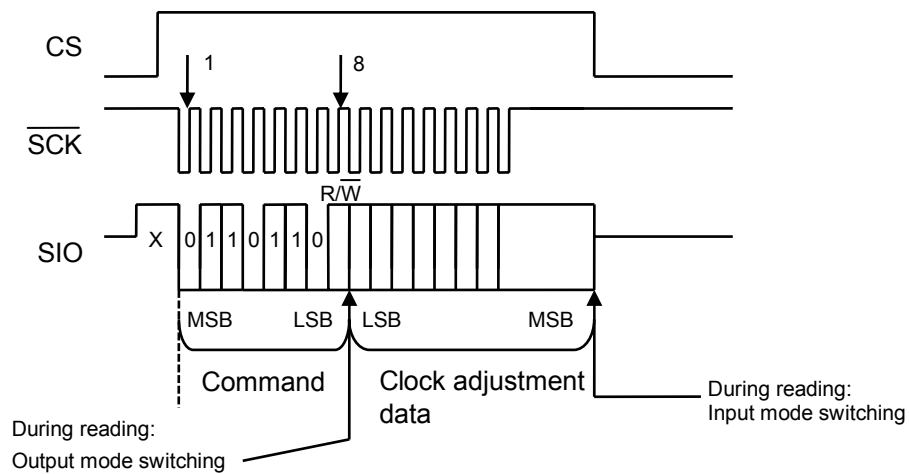 CS
1 8
S̅C̅K̅
R/W̅
SIO
X 0 1 1 0 1 1 0
MSB LSB LSB MSB
Command
Clock adjustment
data
During reading:
Input mode switching
During reading:
Output mode switching